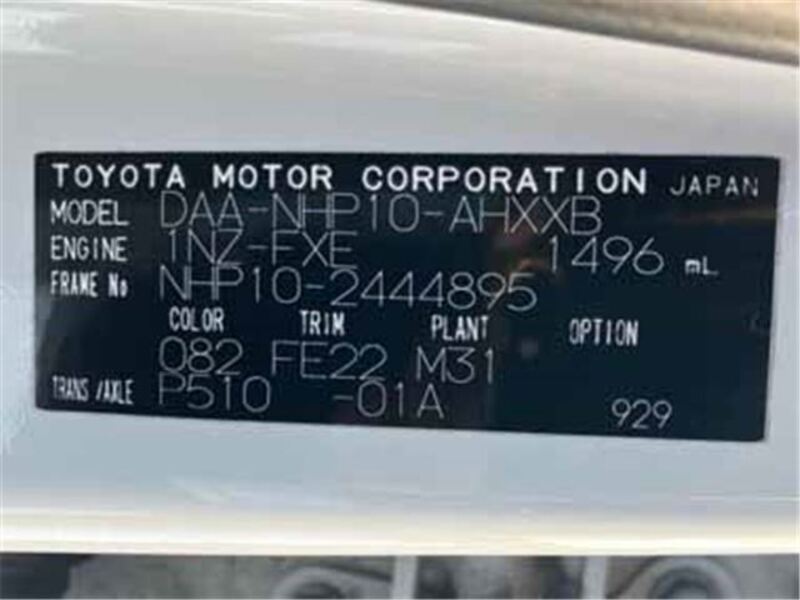 TOYOTA MOTOR CORPORATION JAPAN
MODEL DAA-NHP10-AHXXB
ENGINE 1NZ-FXE 1496 mL
FRAME No NHP10-2444895
COLOR TRIM PLANT OPTION
082 FE22 M31
TRANS /AXLE P510 -01A 929